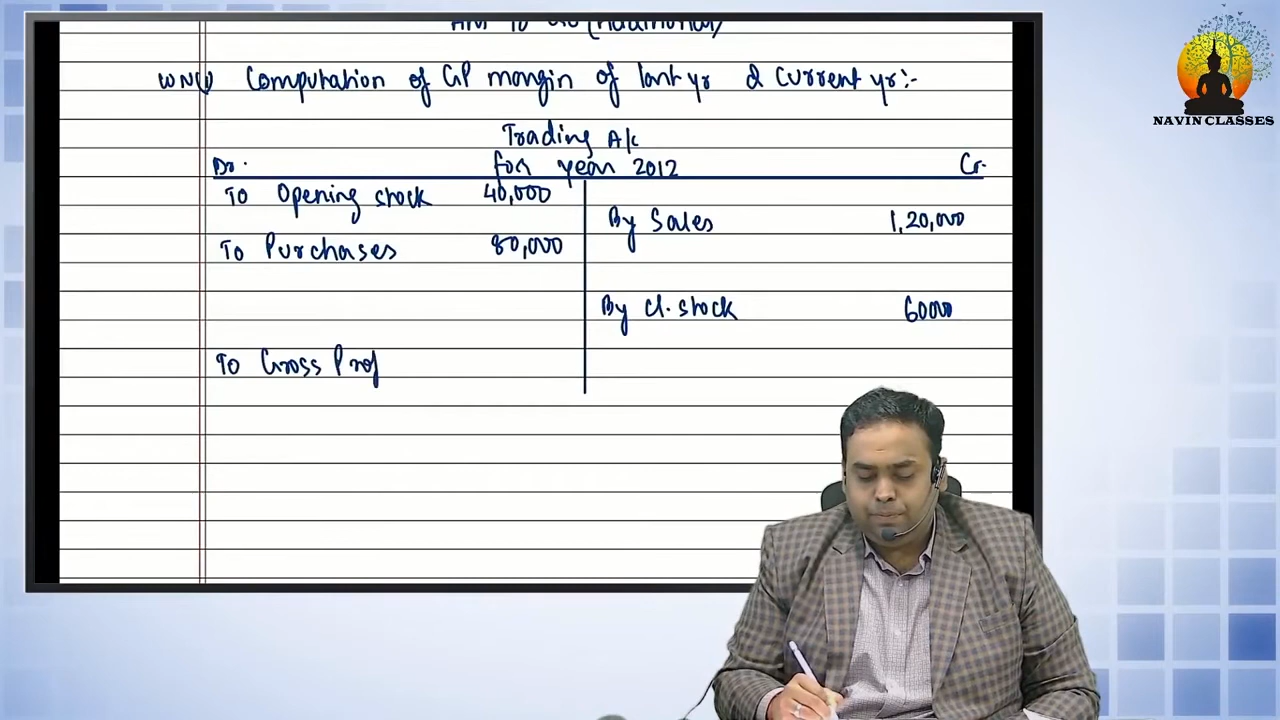 WN(1) Computation of GP margin of last yr & Current yr:-
Trading A/c
Dr. for year 2012 Cr.
To Opening stock 40,000
By Sales 1,20,000
To Purchases 80,000
By Cl. stock 60000
To Gross Prof
NAVIN CLASSES